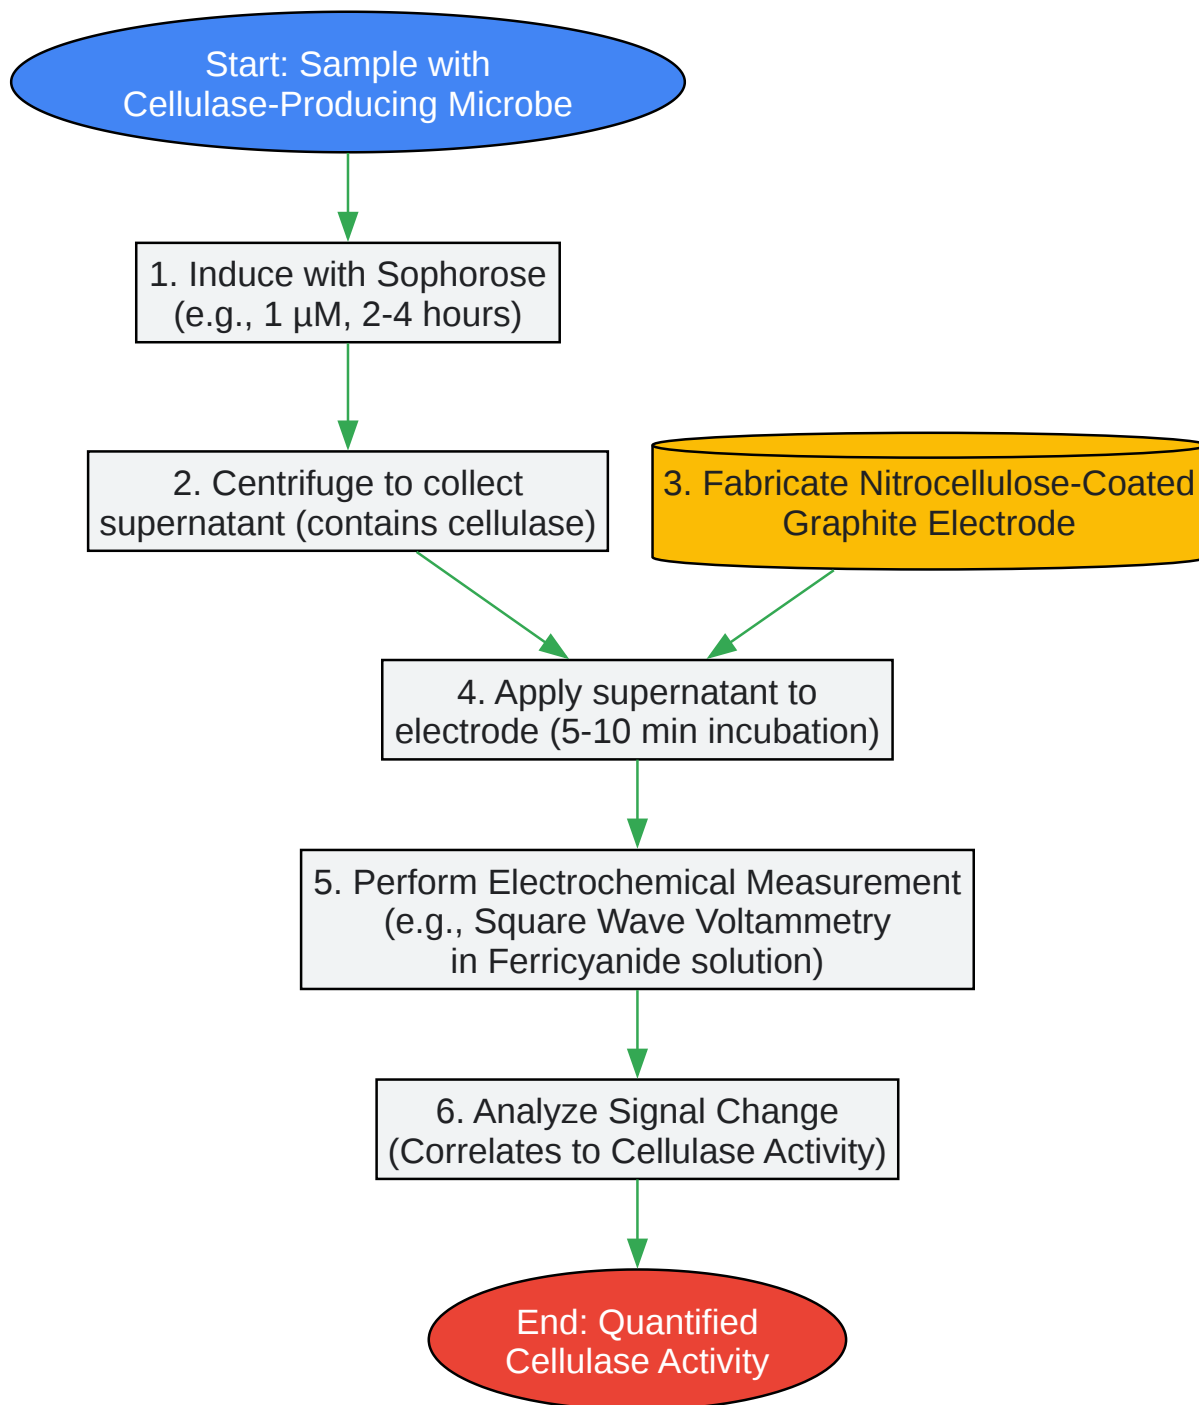 Start: Sample with
Cellulase-Producing Microbe
1. Induce with Sophorose
(e.g., 1 µM, 2-4 hours)
2. Centrifuge to collect
supernatant (contains cellulase)
3. Fabricate Nitrocellulose-Coated
Graphite Electrode
4. Apply supernatant to
electrode (5-10 min incubation)
5. Perform Electrochemical Measurement
(e.g., Square Wave Voltammetry
in Ferricyanide solution)
6. Analyze Signal Change
(Correlates to Cellulase Activity)
End: Quantified
Cellulase Activity